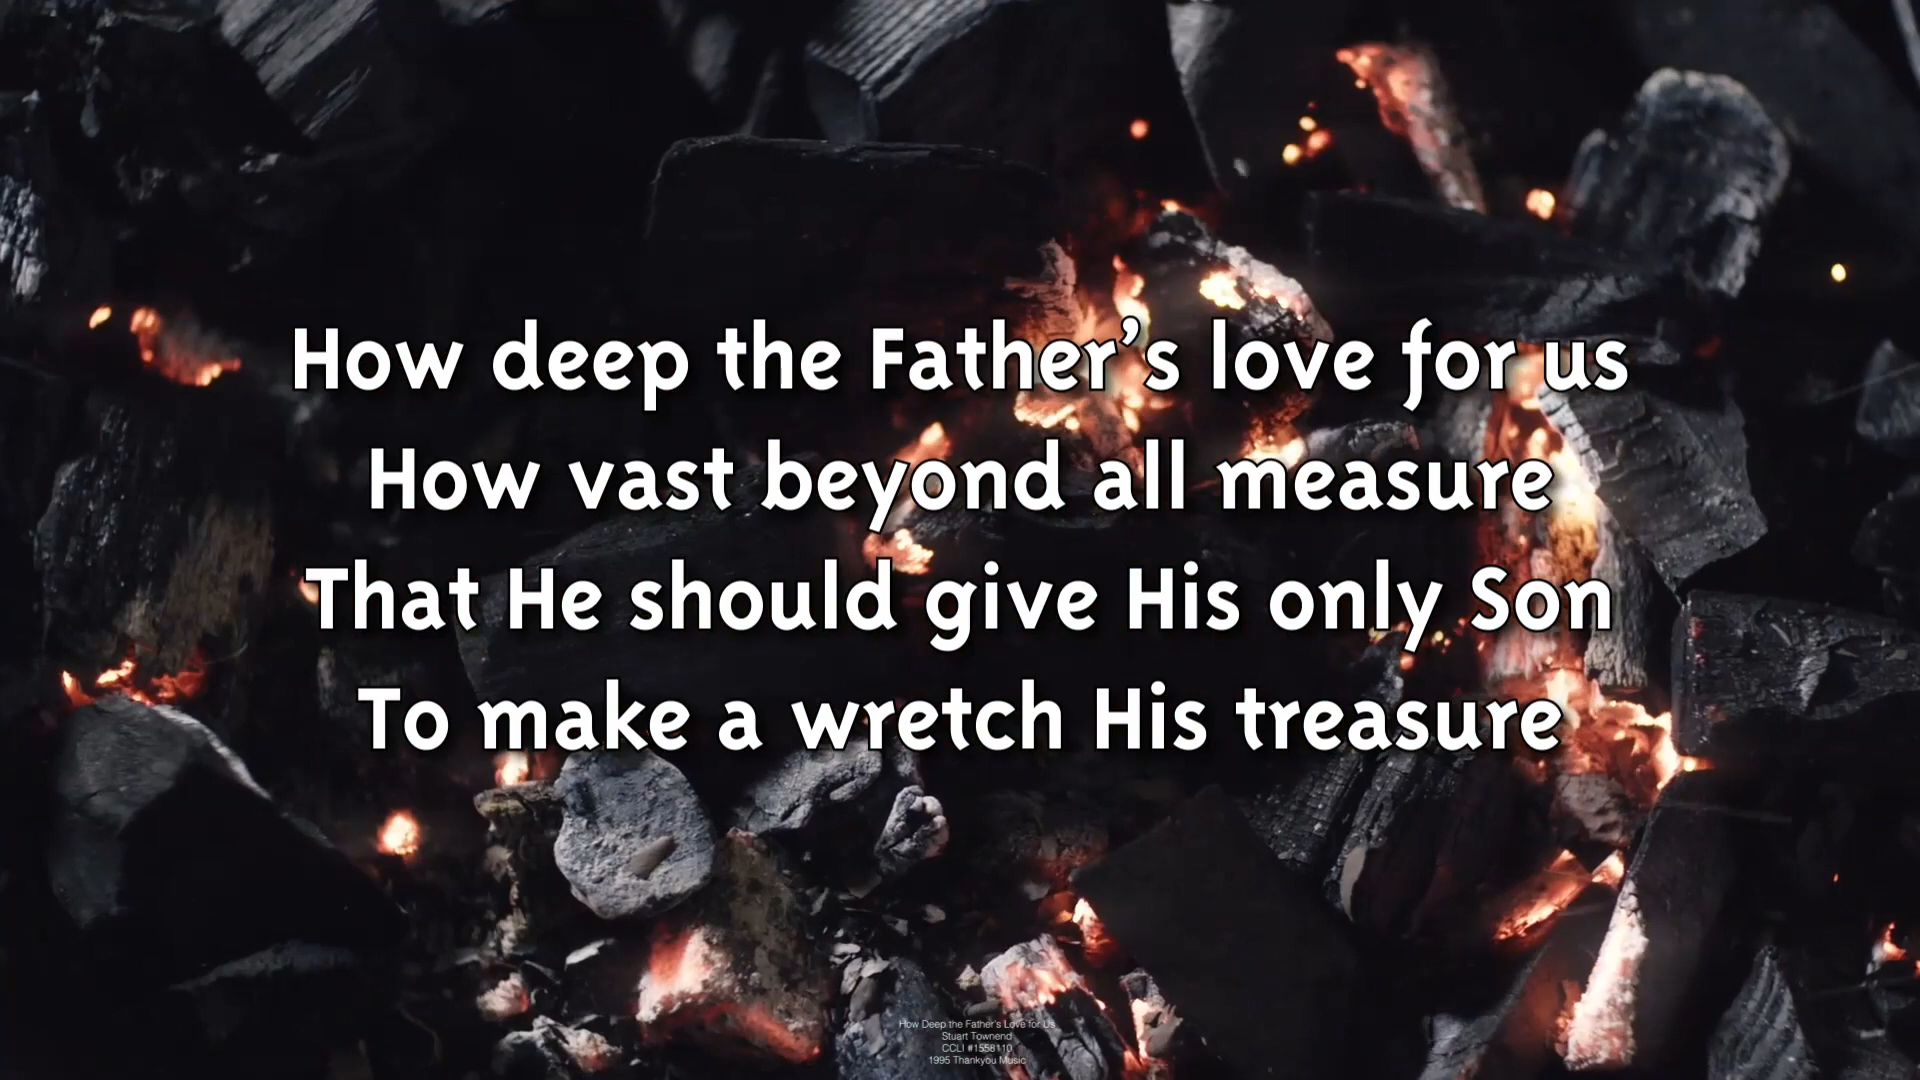 How deep the Father’s love for us
How vast beyond all measure
That He should give His only Son
To make a wretch His treasure
How Deep the Father's Love for Us
Stuart Townend
CCLI #1558110
1995 Thankyou Music